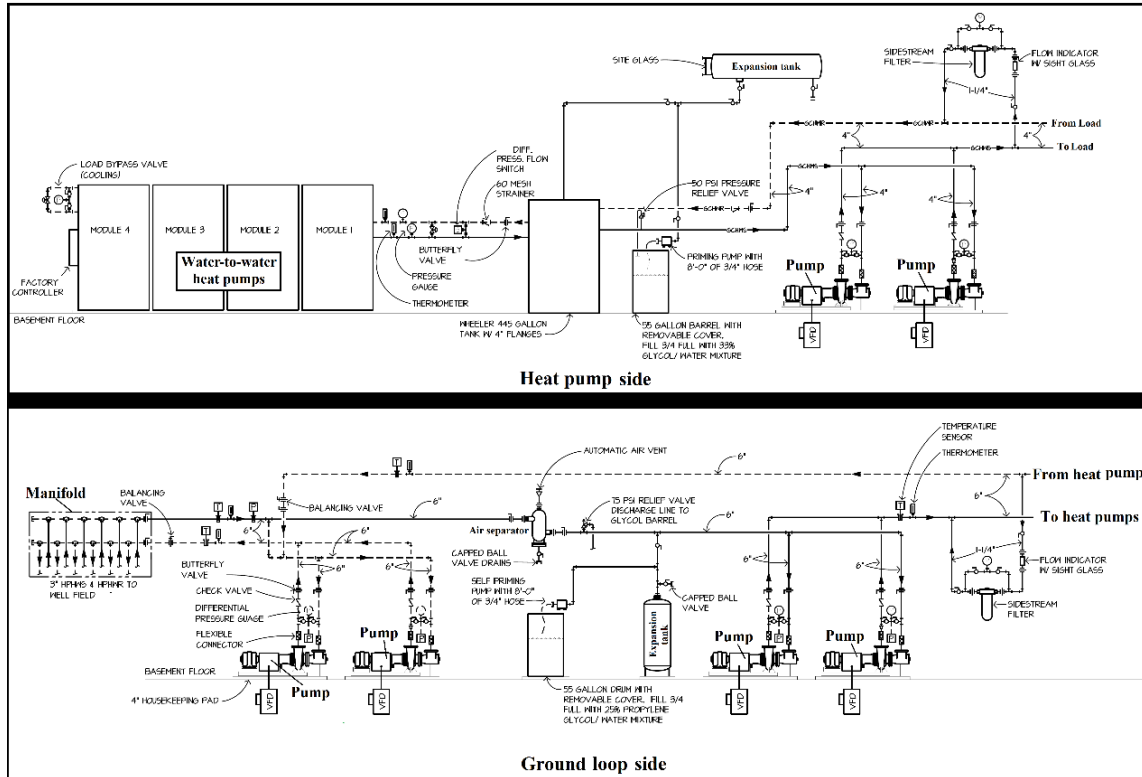 SITE GLASS
Expansion tank
SIDESTREAM
FILTER
FLOW INDICATOR
W/ SIGHT GLASS
1-1/4"
From Load
To Load
4"
GCHWR
GCHWR
LOAD BYPASS VALVE
(COOLING)
DIFF.
PRESS. FLOW
SWITCH
60 MESH
STRAINER
50 PSI PRESSURE
RELIEF VALVE
4"
4"
4"
4"
MODULE 4
MODULE 3
MODULE 2
MODULE 1
Water-to-water
heat pumps
BUTTERFLY
VALVE
PRESSURE
GAUGE
THERMOMETER
FACTORY
CONTROLLER
BASEMENT FLOOR
PRIMING PUMP WITH
8'-0" OF 3/4" HOSE
Pump
Pump
VFD
VFD
WHEELER 445 GALLON
TANK W/ 4" FLANGES
55 GALLON BARREL WITH
REMOVABLE COVER.
FILL 3/4 FULL WITH 33%
GLYCOL/ WATER MIXTURE
Heat pump side
TEMPERATURE
SENSOR
THERMOMETER
AUTOMATIC AIR VENT
6"
From heat pump
Manifold
BALANCING
VALVE
BALANCING VALVE
6"
75 PSI RELIEF VALVE
DISCHARGE LINE TO
GLYCOL BARREL
6"
6"
To heat pumps
Air separator
6"
6"
CAPPED BALL
VALVE DRAINS
1-1/4"
FLOW INDICATOR
W/ SIGHT GLASS
SIDESTREAM
FILTER
3" HPHWS & HPHWR TO
WELL FIELD
BUTTERFLY
VALVE
CHECK VALVE
DIFFERENTIAL
PRESSURE GUAGE
FLEXIBLE
CONNECTOR
6"
6"
6"
6"
SELF PRIMING
PUMP WITH 8'-0"
OF 3/4" HOSE
CAPPED BALL
VALVE
Expansion
tank
BASEMENT FLOOR
4" HOUSEKEEPING PAD
Pump
Pump
Pump
Pump
VFD
VFD
VFD
VFD
55 GALLON DRUM WITH
REMOVABLE COVER. FILL 3/4
FULL WITH 25% PROPYLENE
GLYCOL/ WATER MIXTURE
Ground loop side